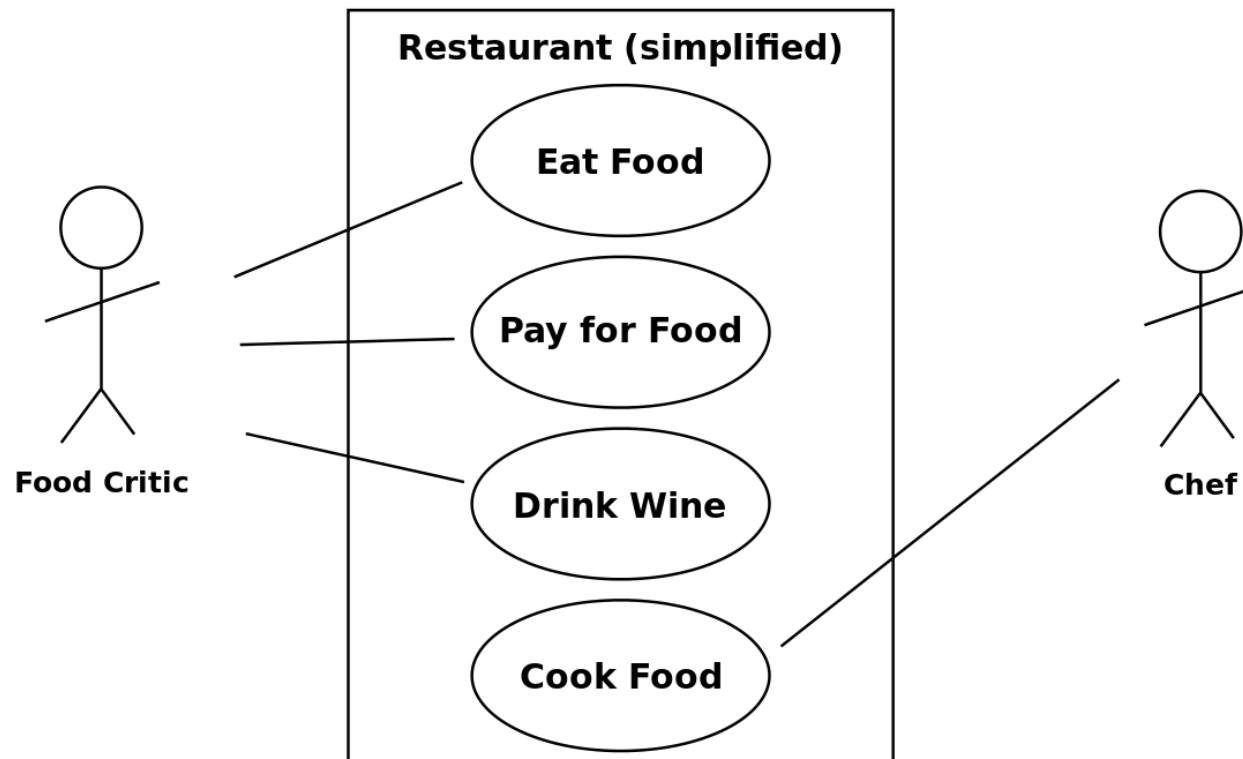 Restaurant (simplified)
Eat Food
Pay for Food
Drink Wine
Cook Food
Food Critic
Chef